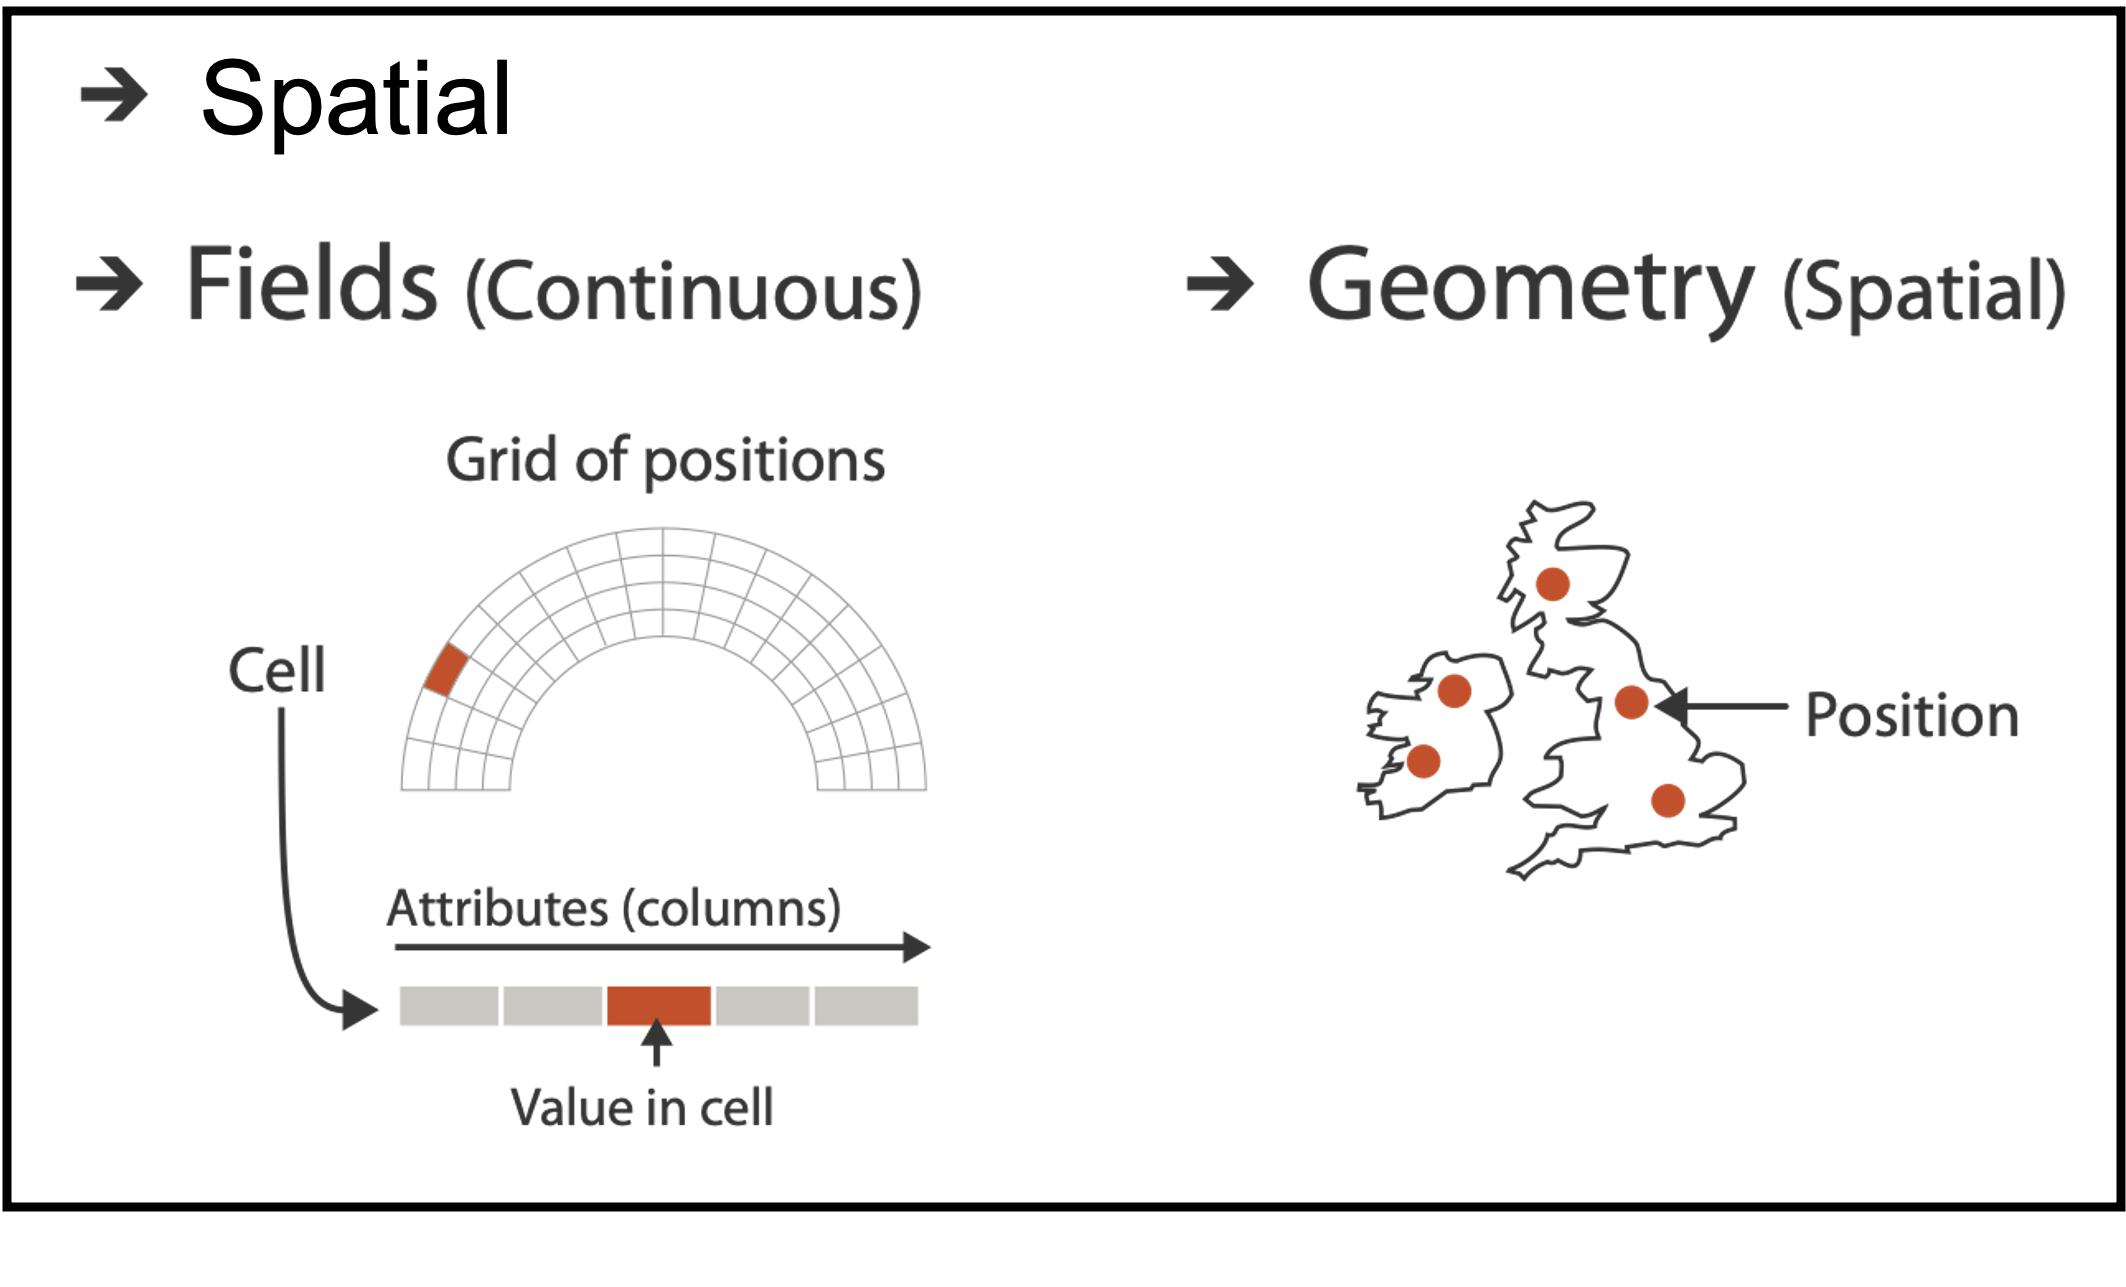 ➔ Spatial
➔ Fields (Continuous)
Grid of positions
Cell
Attributes (columns)
Value in cell
➔ Geometry (Spatial)
Position